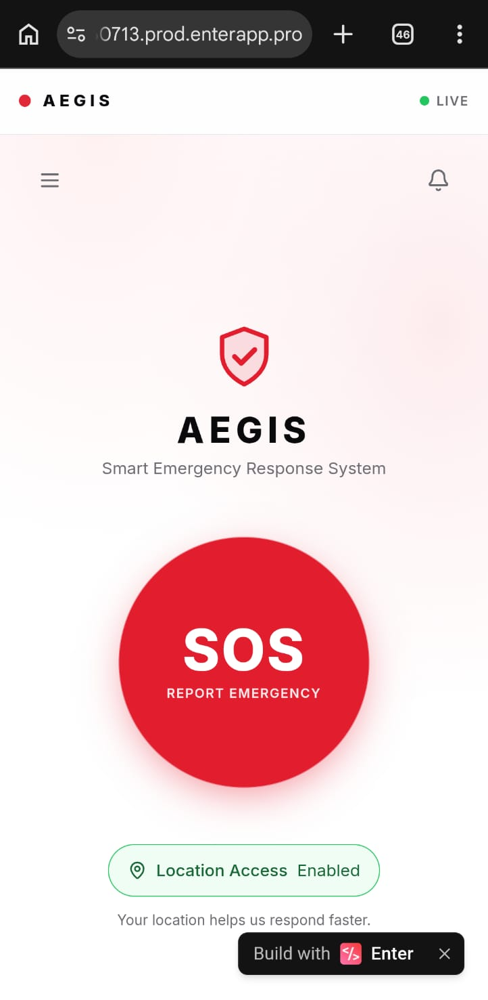 0713.prod.enterapp.pro
46
AEGIS
LIVE
AEGIS
Smart Emergency Response System
SOS
REPORT EMERGENCY
Location Access Enabled
Your location helps us respond faster.
Build with </> Enter